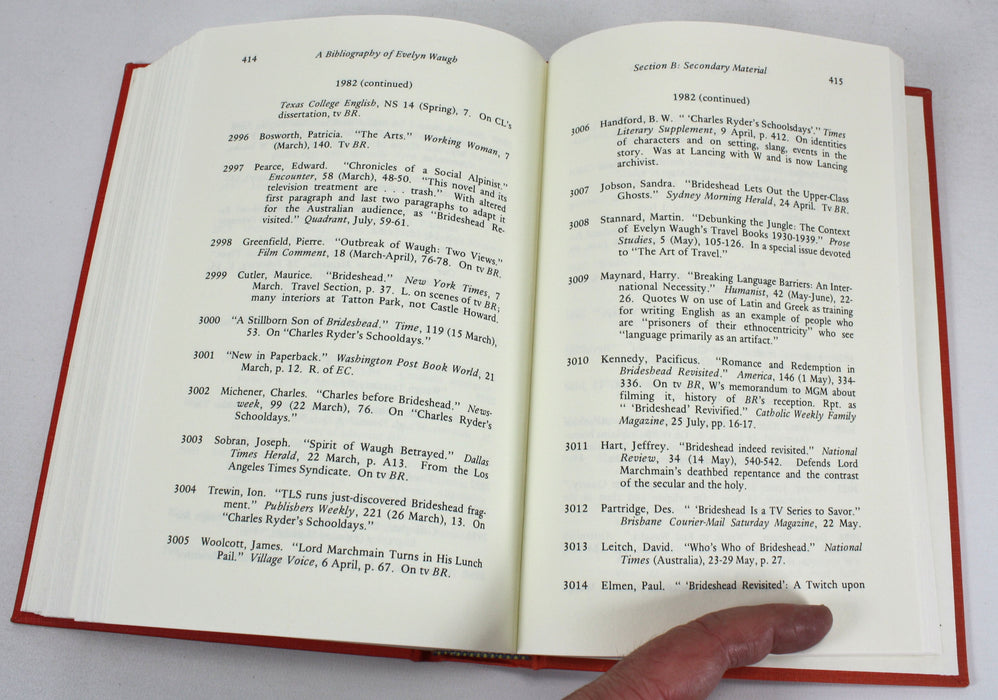 414
A Bibliography of Evelyn Waugh
1982 (continued)
Texas College English, NS 14 (Spring), 7. On CL's
dissertation, tv BR.
2996 Bosworth, Patricia. "The Arts." Working Woman, 7
(March), 140. Tv BR.
2997 Pearce, Edward. "Chronicles of a Social Alpinist."
Encounter, 58 (March), 48-50. "This novel and its
television treatment are . . . trash." With altered
first paragraph and last two paragraphs to adapt it
for the Australian audience, as "Brideshead Re-
visited." Quadrant, July, 59-61.
2998 Greenfield, Pierre. "Outbreak of Waugh: Two Views."
Film Comment, 18 (March-April), 76-78. On tv BR.
2999 Cutler, Maurice. "Brideshead." New York Times, 7
March. Travel Section, p. 37. L. on scenes of tv BR;
many interiors at Tatton Park, not Castle Howard.
3000 "A Stillborn Son of Brideshead." Time, 119 (15 March),
53. On "Charles Ryder's Schooldays."
3001 "New in Paperback." Washington Post Book World, 21
March, p. 12. R. of EC.
3002 Michener, Charles. "Charles before Brideshead." News-
week, 99 (22 March), 76. On "Charles Ryder's
Schooldays."
3003 Sobran, Joseph. "Spirit of Waugh Betrayed." Dallas
Times Herald, 22 March, p. A13. From the Los
Angeles Times Syndicate. On tv BR.
3004 Trewin, Ion. "TLS runs just-discovered Brideshead frag-
ment." Publishers Weekly, 221 (26 March), 13. On
"Charles Ryder's Schooldays."
3005 Woolcott, James. "Lord Marchmain Turns in His Lunch
Pail." Village Voice, 6 April, p. 67. On tv BR.
Section B: Secondary Material
415
1982 (continued)
3006 Handford, B. W. " 'Charles Ryder's Schoolsdays'." Times
Literary Supplement, 9 April, p. 412. On identities
of characters and on setting, slang, events in the
story. Was at Lancing with W and is now Lancing
archivist.
3007 Jobson, Sandra. "Brideshead Lets Out the Upper-Class
Ghosts." Sydney Morning Herald, 24 April. Tv BR.
3008 Stannard, Martin. "Debunking the Jungle: The Context
of Evelyn Waugh's Travel Books 1930-1939." Prose
Studies, 5 (May), 105-126. In a special issue devoted
to "The Art of Travel."
3009 Maynard, Harry. "Breaking Language Barriers: An Inter-
national Necessity." Humanist, 42 (May-June), 22-
26. Quotes W on use of Latin and Greek as training
for writing English as an example of people who
are "prisoners of their ethnocentricity" who see
"language primarily as an artifact."
3010 Kennedy, Pacificus. "Romance and Redemption in
Brideshead Revisited." America, 146 (1 May), 334-
336. On tv BR, W's memorandum to MGM about
filming it, history of BR's reception. Rpt. as
" 'Brideshead' Revivified." Catholic Weekly Family
Magazine, 25 July, pp. 16-17.
3011 Hart, Jeffrey. "Brideshead indeed revisited." National
Review, 34 (14 May), 540-542. Defends Lord
Marchmain's deathbed repentance and the contrast
of the secular and the holy.
3012 Partridge, Des. " 'Brideshead Is a TV Series to Savor."
Brisbane Courier-Mail Saturday Magazine, 22 May.
3013 Leitch, David. "Who's Who of Brideshead." National
Times (Australia), 23-29 May, p. 27.
3014 Elmen, Paul. " 'Brideshead Revisited': A Twitch upon